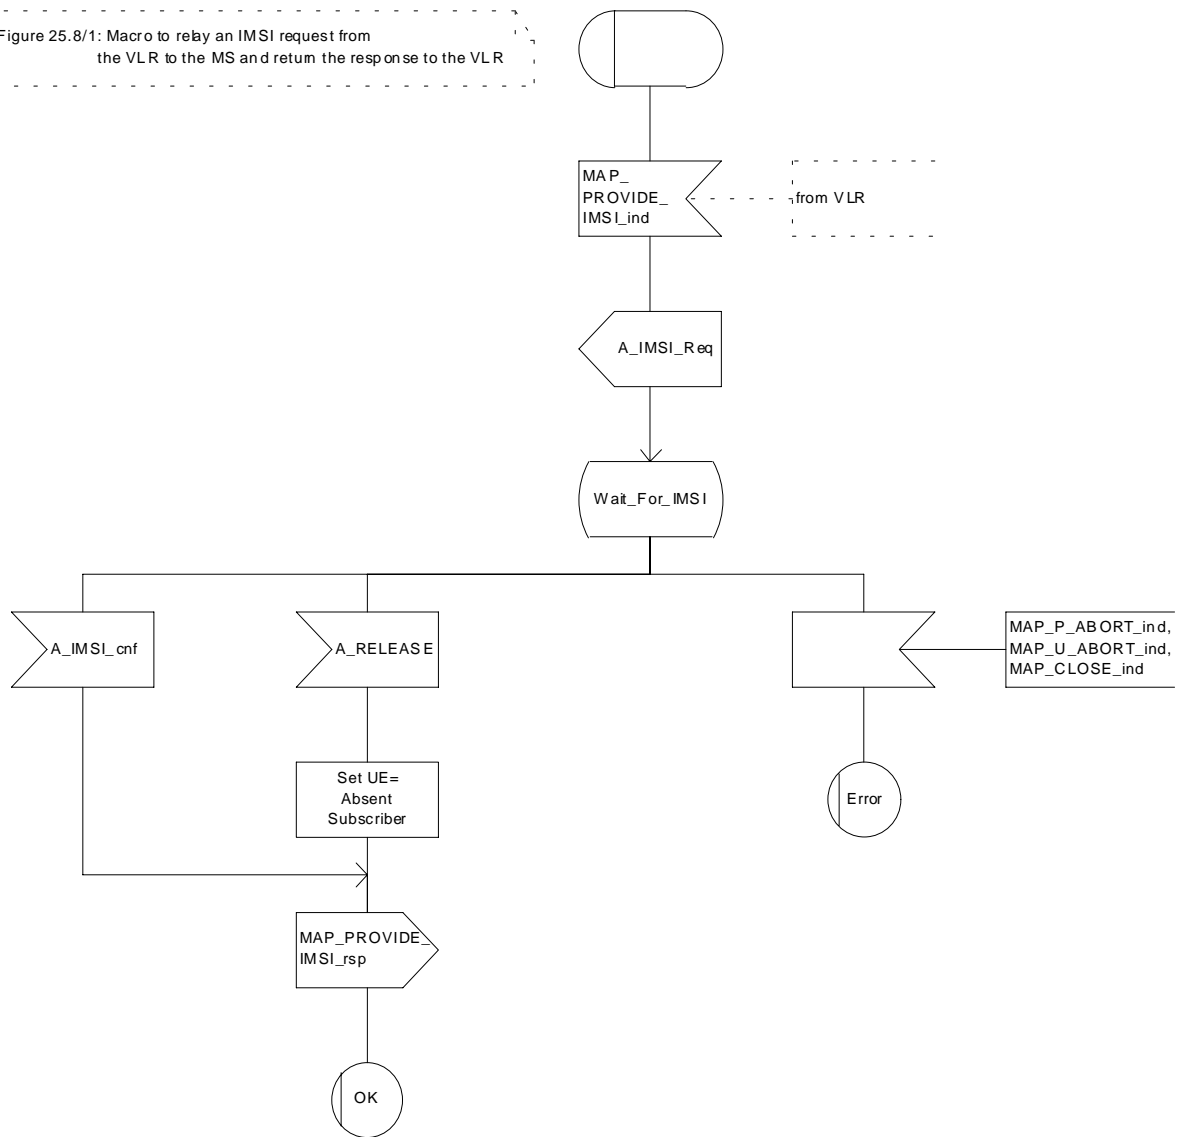 Figure 25.8/1: Macro to relay an IMSI request from
the VLR to the MS and return the response to the VLR
MAP_
PROVIDE_
IMSI_ind
from VLR
A_IMSI_Req
Wait_For_IMSI
A_IMSI_cnf
A_RELEASE
MAP_P_ABORT_ind,
MAP_U_ABORT_ind,
MAP_CLOSE_ind
Set UE=
Absent
Subscriber
Error
MAP_PROVIDE_
IMSI_rsp
OK